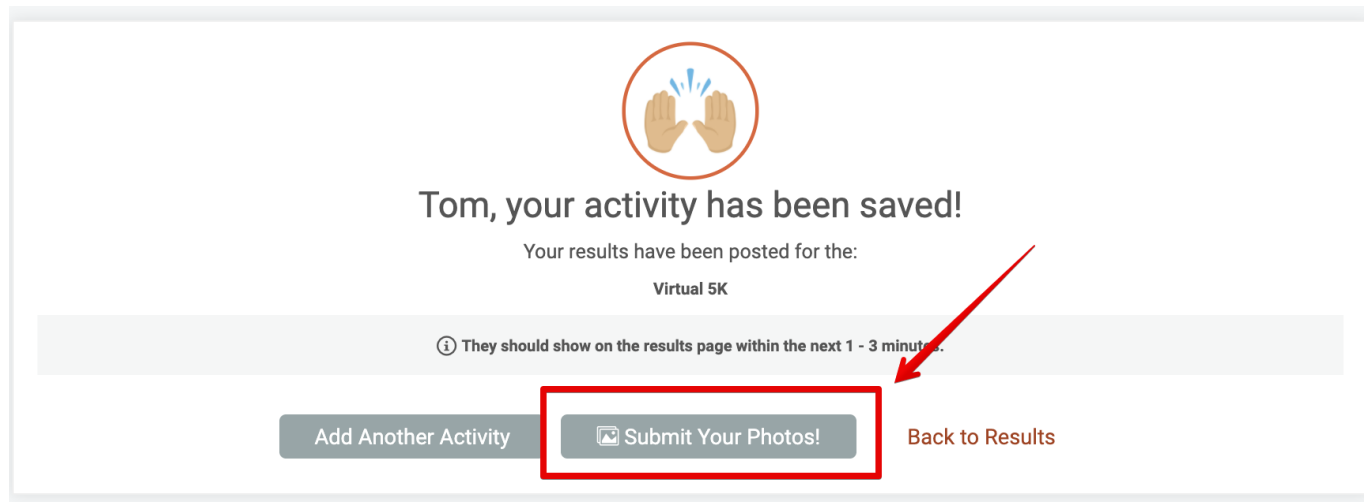 Tom, your activity has been saved!
Your results have been posted for the:
Virtual 5K
They should show on the results page within the next 1 - 3 minutes.
Add Another Activity
Submit Your Photos!
Back to Results